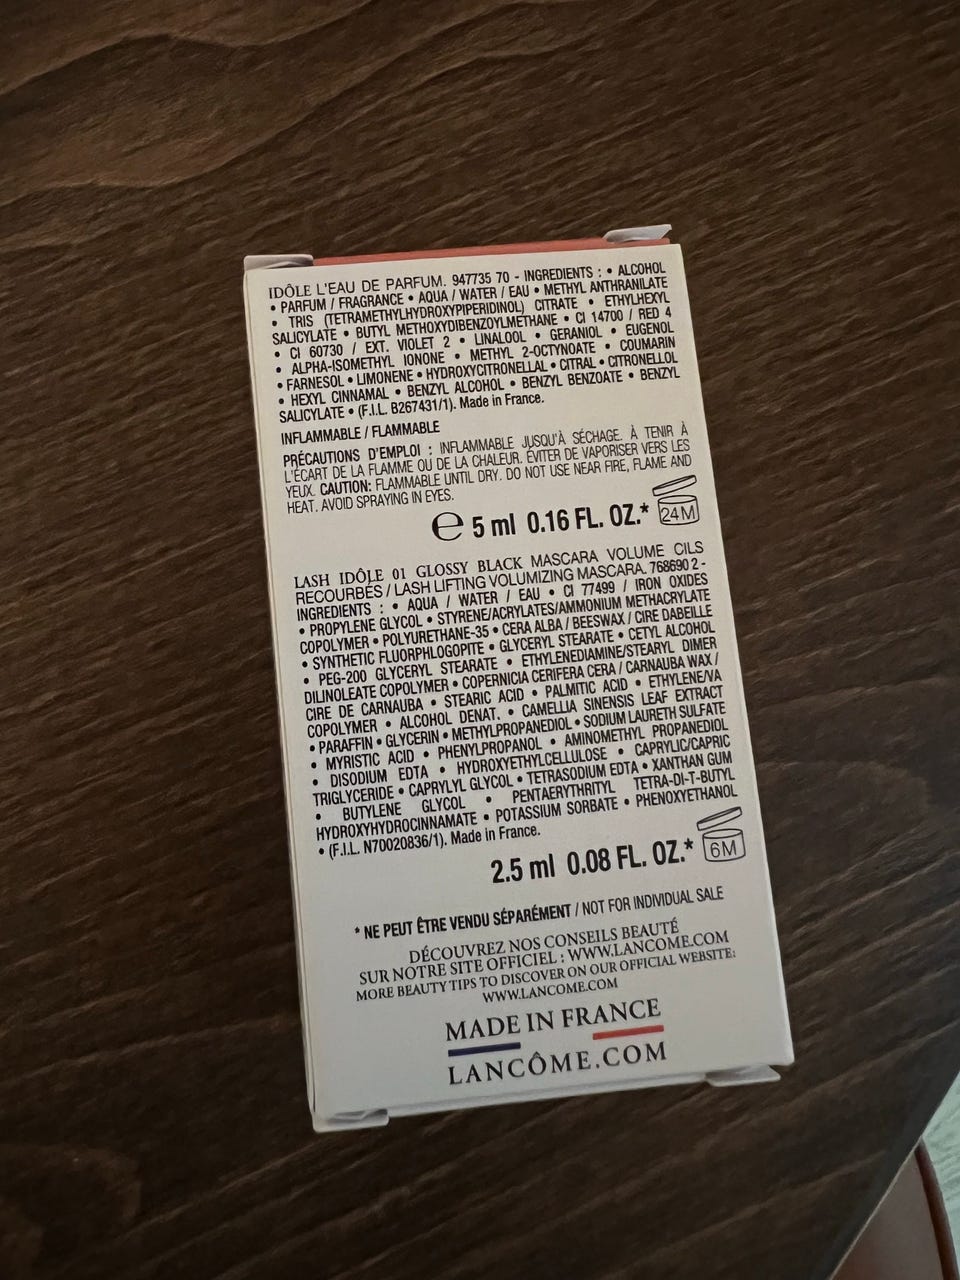 IDÔLE L'EAU DE PARFUM. 947735 70 - INGREDIENTS : • ALCOHOL
• PARFUM / FRAGRANCE • AQUA / WATER / EAU • METHYL ANTHRANILATE
• TRIS (TETRAMETHYLHYDROXYPIPERIDINOL) CITRATE • ETHYLHEXYL
SALICYLATE • BUTYL METHOXYDIBENZOYLMETHANE • CI 14700 / RED 4
• CI 60730 / EXT. VIOLET 2 • LINALOOL • GERANIOL • EUGENOL
• ALPHA-ISOMETHYL IONONE • METHYL 2-OCTYNOATE • COUMARIN
• FARNESOL • LIMONENE • HYDROXYCITRONELLAL • CITRAL • CITRONELLOL
• HEXYL CINNAMAL • BENZYL ALCOHOL • BENZYL BENZOATE • BENZYL
SALICYLATE • (F.I.L. B267431/1). Made in France.
INFLAMMABLE / FLAMMABLE
PRÉCAUTIONS D'EMPLOI : INFLAMMABLE JUSQU'À SÉCHAGE. À TENIR À
L'ÉCART DE LA FLAMME OU DE LA CHALEUR. ÉVITER DE VAPORISER VERS LES
YEUX. CAUTION: FLAMMABLE UNTIL DRY. DO NOT USE NEAR FIRE, FLAME AND
HEAT. AVOID SPRAYING IN EYES.
℮ 5 ml 0.16 FL. OZ.* 24M
LASH IDÔLE 01 GLOSSY BLACK MASCARA VOLUME CILS
RECOURBÉS / LASH LIFTING VOLUMIZING MASCARA. 768690 2 -
INGREDIENTS : • AQUA / WATER / EAU • CI 77499 / IRON OXIDES
• PROPYLENE GLYCOL • STYRENE/ACRYLATES/AMMONIUM METHACRYLATE
COPOLYMER • POLYURETHANE-35 • CERA ALBA / BEESWAX / CIRE DABEILLE
• SYNTHETIC FLUORPHLOGOPITE • GLYCERYL STEARATE • CETYL ALCOHOL
• PEG-200 GLYCERYL STEARATE • ETHYLENEDIAMINE/STEARYL DIMER
DILINOLEATE COPOLYMER • COPERNICIA CERIFERA CERA / CARNAUBA WAX /
CIRE DE CARNAUBA • STEARIC ACID • PALMITIC ACID • ETHYLENE/VA
COPOLYMER • ALCOHOL DENAT. • CAMELLIA SINENSIS LEAF EXTRACT
• PARAFFIN • GLYCERIN • METHYLPROPANEDIOL • SODIUM LAURETH SULFATE
• MYRISTIC ACID • PHENYLPROPANOL • AMINOMETHYL PROPANEDIOL
• DISODIUM EDTA • HYDROXYETHYLCELLULOSE • CAPRYLIC/CAPRIC
TRIGLYCERIDE • CAPRYLYL GLYCOL • TETRASODIUM EDTA • XANTHAN GUM
• BUTYLENE GLYCOL • PENTAERYTHRITYL TETRA-DI-T-BUTYL
HYDROXYHYDROCINNAMATE • POTASSIUM SORBATE • PHENOXYETHANOL
• (F.I.L. N70020836/1). Made in France.
2.5 ml 0.08 FL. OZ.* 6M
* NE PEUT ÊTRE VENDU SÉPARÉMENT / NOT FOR INDIVIDUAL SALE
DÉCOUVREZ NOS CONSEILS BEAUTÉ
SUR NOTRE SITE OFFICIEL : WWW.LANCOME.COM
MORE BEAUTY TIPS TO DISCOVER ON OUR OFFICIAL WEBSITE:
WWW.LANCOME.COM
MADE IN FRANCE
LANCÔME.COM